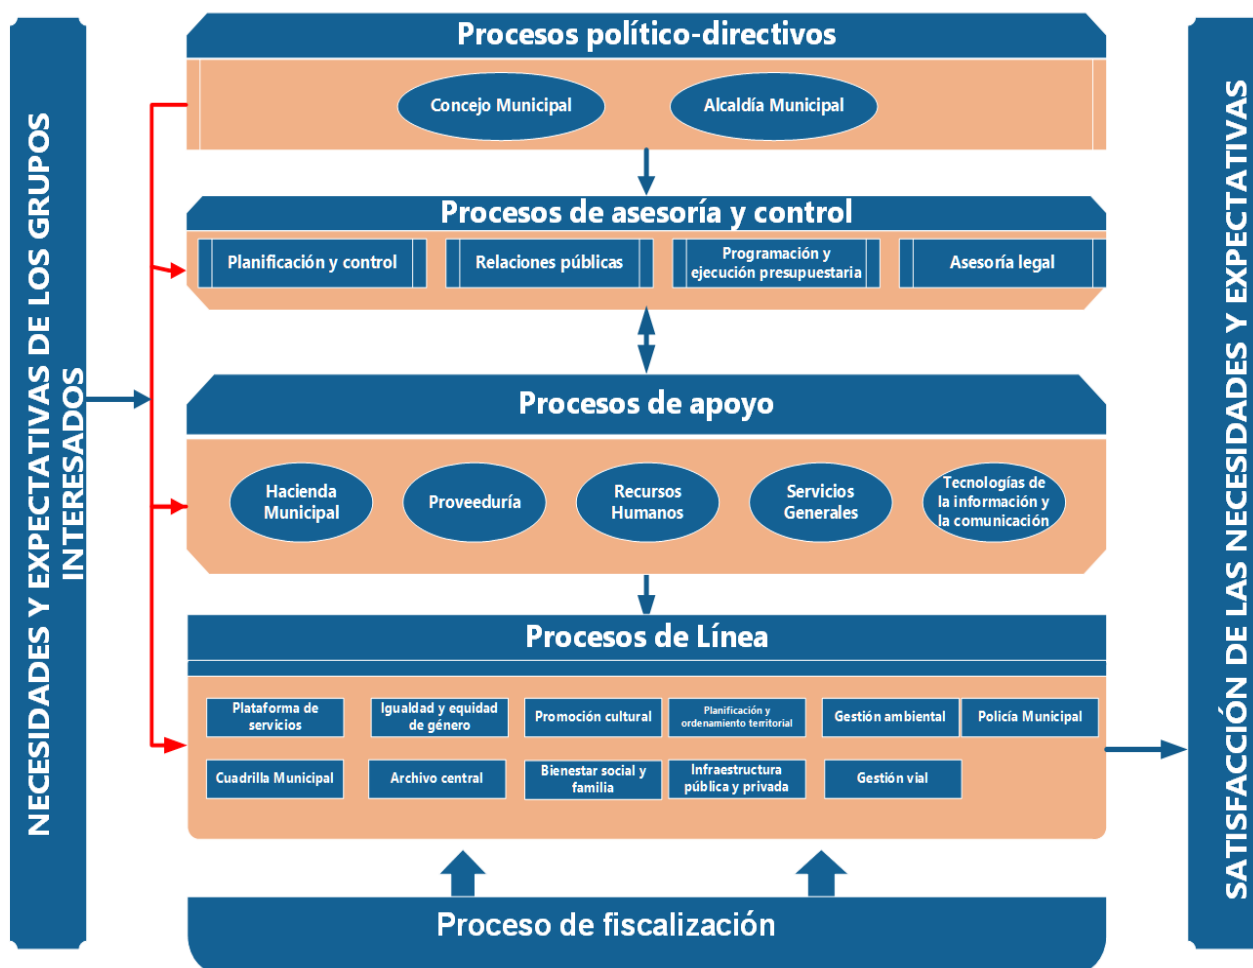 NECESIDADES Y EXPECTATIVAS DE LOS GRUPOS
INTERESADOS
Procesos político-directivos
Concejo Municipal
Alcaldía Municipal
Procesos de asesoría y control
Planificación y control
Relaciones públicas
Programación y
ejecución presupuestaria
Asesoría legal
Procesos de apoyo
Hacienda
Municipal
Proveeduría
Recursos
Humanos
Servicios
Generales
Tecnologías de
la información y
la comunicación
Procesos de Línea
Plataforma de
servicios
Igualdad y equidad
de género
Promoción cultural
Planificación y
ordenamiento territorial
Gestión ambiental
Policía Municipal
Cuadrilla Municipal
Archivo central
Bienestar social y
familia
Infraestructura
pública y privada
Gestión vial
Proceso de fiscalización
SATISFACCIÓN DE LAS NECESIDADES Y EXPECTATIVAS